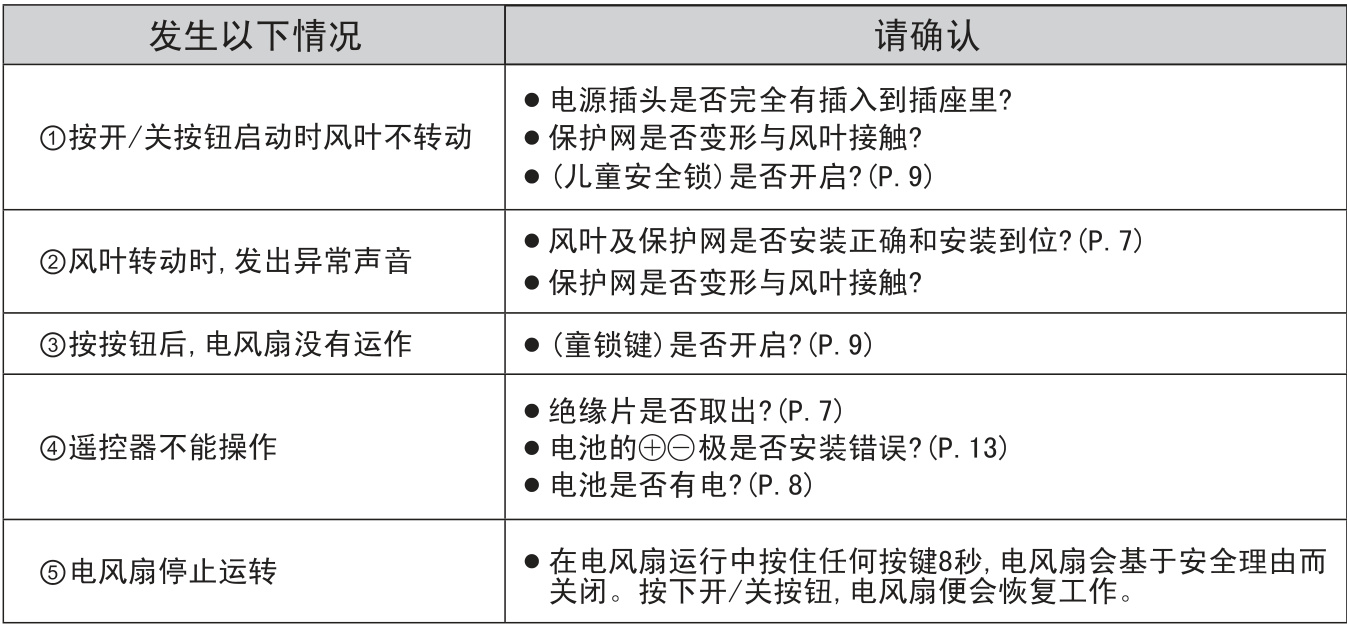 发生以下情况
请确认
①按开/关按钮启动时风叶不转动
● 电源插头是否完全有插入到插座里?
● 保护网是否变形与风叶接触?
● (儿童安全锁)是否开启?(P. 9)
②风叶转动时, 发出异常声音
● 风叶及保护网是否安装正确和安装到位?(P. 7)
● 保护网是否变形与风叶接触?
③按按钮后, 电风扇没有运作
● (童锁键)是否开启?(P. 9)
④遥控器不能操作
● 绝缘片是否取出?(P. 7)
● 电池的⊕⊖极是否安装错误?(P. 13)
● 电池是否有电?(P. 8)
⑤电风扇停止运转
● 在电风扇运行中按住任何按键8秒, 电风扇会基于安全理由而
关闭。按下开/关按钮, 电风扇便会恢复工作。